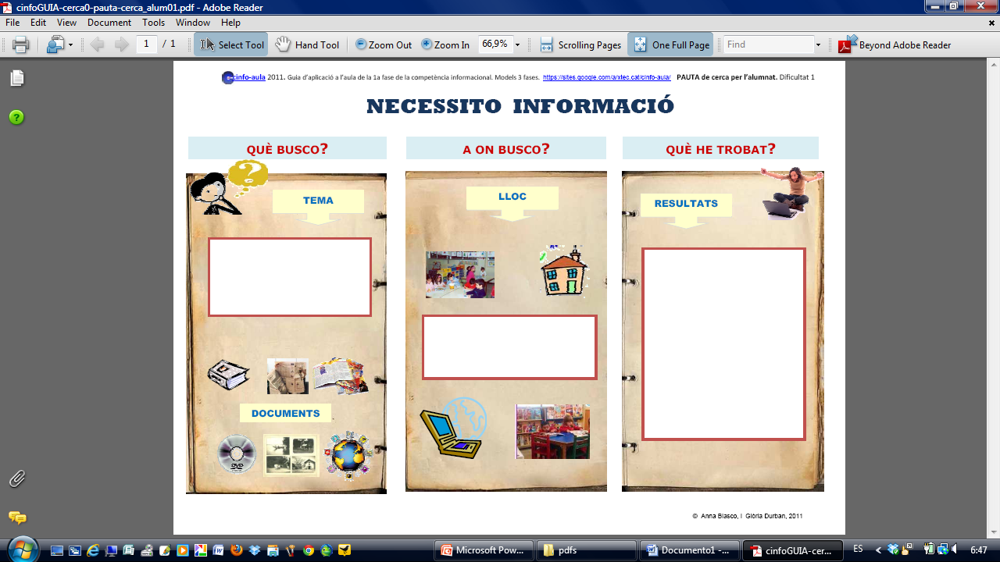 cinfoGUIA-cerca0-pauta-cerca_alum01.pdf - Adobe Reader
File Edit View Document Tools Window Help
1 / 1 Select Tool Hand Tool Zoom Out Zoom In 66,9% Scrolling Pages One Full Page Find Beyond Adobe Reader
e-cinfo-aula 2011. Guia d'aplicació a l'aula de la 1a fase de la competència informacional. Models 3 fases. https://sites.google.com/a/xtec.cat/cinfo-aula/ PAUTA de cerca per l'alumnat. Dificultat 1
NECESSITO INFORMACIÓ
QUÈ BUSCO?
TEMA
DOCUMENTS
DVD
A ON BUSCO?
LLOC
QUÈ HE TROBAT?
RESULTATS
© Anna Blasco, I Glòria Durban, 2011
Microsoft Pow... pdfs Documento1 -... cinfoGUIA-cer... ES 6:47